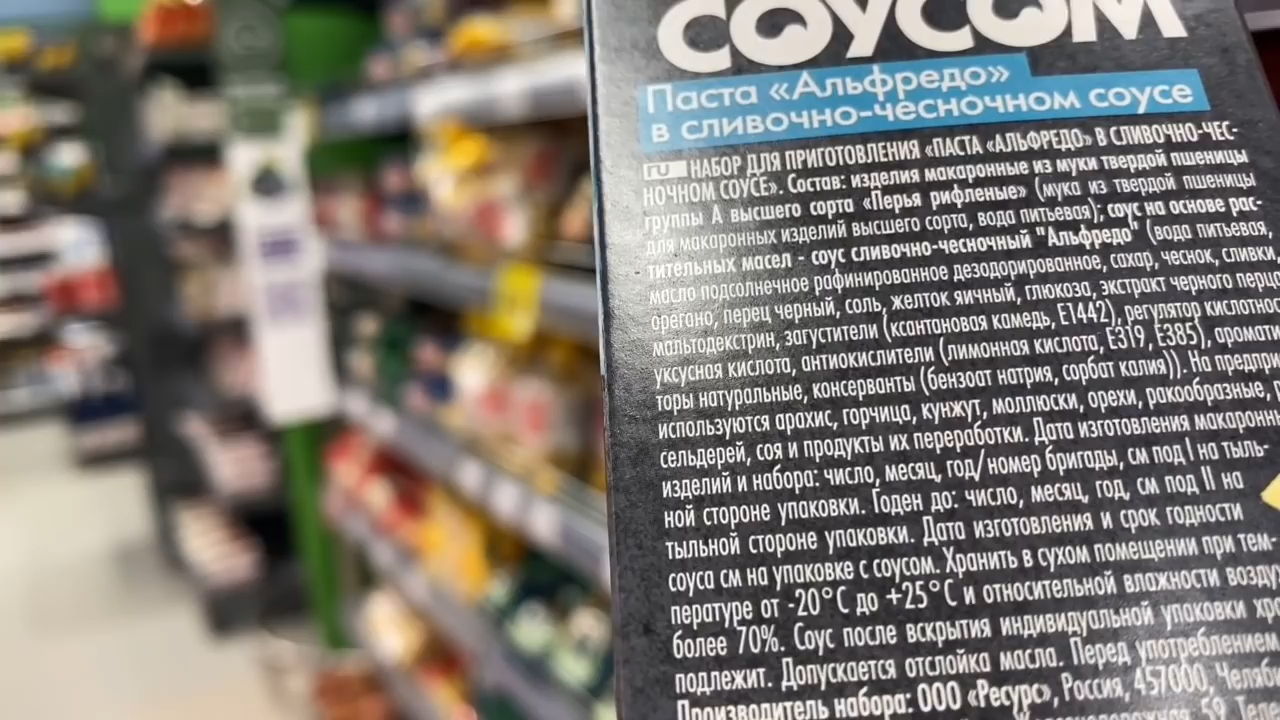 СОУСОМ
Паста «Альфредо»
в сливочно-чесночном соусе
RU НАБОР ДЛЯ ПРИГОТОВЛЕНИЯ «ПАСТА «АЛЬФРЕДО» В СЛИВОЧНО-ЧЕС-
НОЧНОМ СОУСЕ». Состав: изделия макаронные из муки твердой пшеницы
группы А высшего сорта «Перья рифленые» (мука из твердой пшеницы
для макаронных изделий высшего сорта, вода питьевая); соус на основе рас-
тительных масел - соус сливочно-чесночный "Альфредо" (вода питьевая,
масло подсолнечное рафинированное дезодорированное, сахар, чеснок, сливки,
орегано, перец черный, соль, желток яичный, глюкоза, экстракт черного перца
мальтодекстрин, загустители (ксантановая камедь, Е1442), регулятор кислотнос
уксусная кислота, антиокислители (лимонная кислота, Е319, Е385), аромати
торы натуральные, консерванты (бензоат натрия, сорбат калия)). На предпри
используются арахис, горчица, кунжут, моллюски, орехи, ракообразные,
сельдерей, соя и продукты их переработки. Дата изготовления макаронны
изделий и набора: число, месяц, год/номер бригады, см под I на тыль-
ной стороне упаковки. Годен до: число, месяц, год, см под II на
тыльной стороне упаковки. Дата изготовления и срок годности
соуса см на упаковке с соусом. Хранить в сухом помещении при тем-
пературе от -20°С до +25°С и относительной влажности воздух
более 70%. Соус после вскрытия индивидуальной упаковки хра
подлежит. Допускается отслойка масла. Перед употреблением
Производитель набора: ООО «Ресурс», Россия, 457000, Челяби
59. Теле